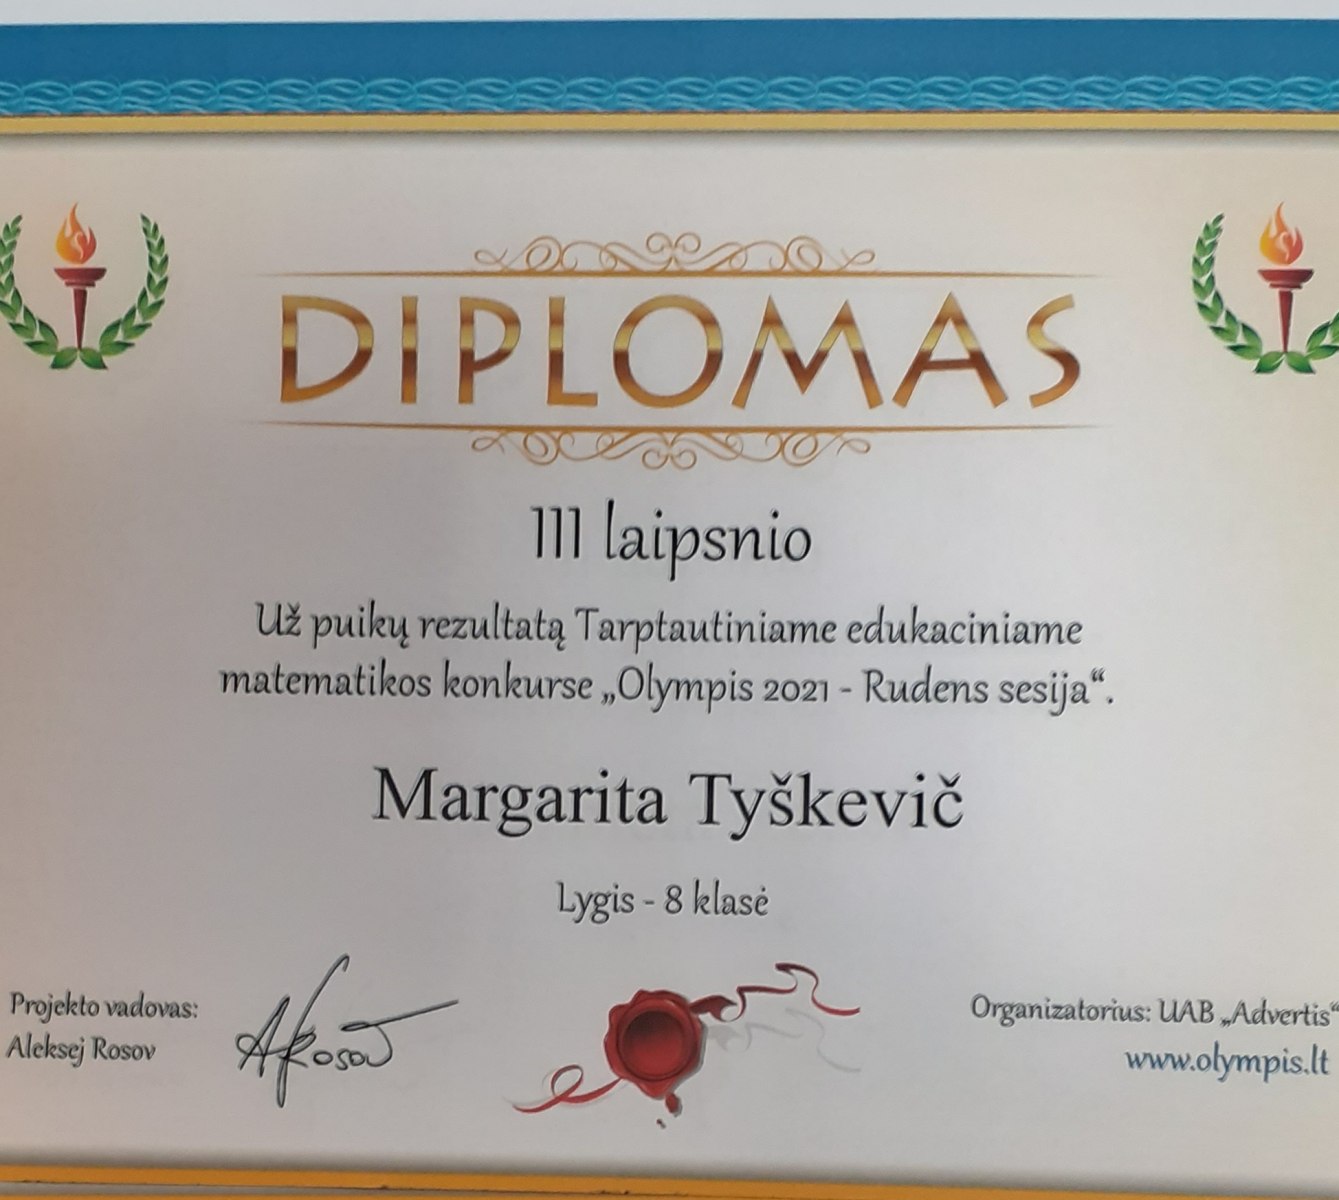 DIPLOMAS
III laipsnio
Už puikų rezultatą Tarptautiniame edukaciniame
matematikos konkurse „Olympis 2021 - Rudens sesija“.
Margarita Tyškevič
Lygis - 8 klasė
Projekto vadovas:
Aleksej Rosov
ARosov
Organizatorius: UAB „Advertis“
www.olympis.lt